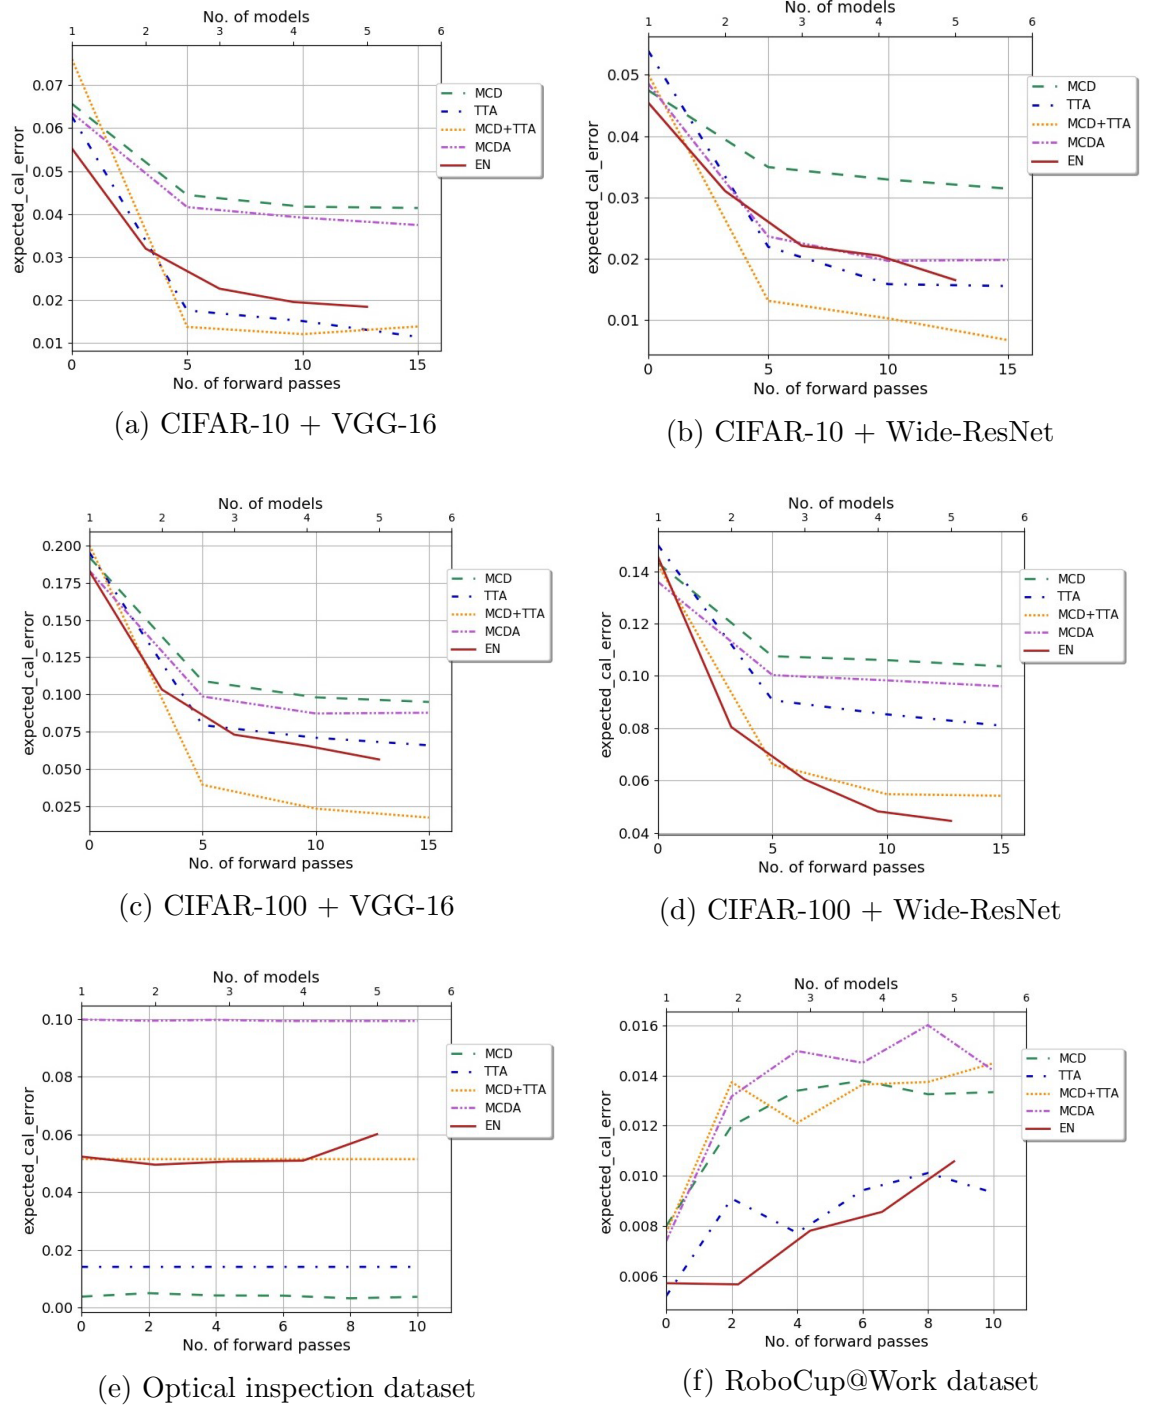 No. of models
1 2 3 4 5 6
expected_cal_error
0.07
0.06
0.05
0.04
0.03
0.02
0.01
0 5 10 15
No. of forward passes
MCD
TTA
MCD+TTA
MCDA
EN
(a) CIFAR-10 + VGG-16
No. of models
1 2 3 4 5 6
expected_cal_error
0.05
0.04
0.03
0.02
0.01
0 5 10 15
No. of forward passes
MCD
TTA
MCD+TTA
MCDA
EN
(b) CIFAR-10 + Wide-ResNet
No. of models
1 2 3 4 5 6
expected_cal_error
0.200
0.175
0.150
0.125
0.100
0.075
0.050
0.025
0 5 10 15
No. of forward passes
MCD
TTA
MCD+TTA
MCDA
EN
(c) CIFAR-100 + VGG-16
No. of models
1 2 3 4 5 6
expected_cal_error
0.14
0.12
0.10
0.08
0.06
0.04
0 5 10 15
No. of forward passes
MCD
TTA
MCD+TTA
MCDA
EN
(d) CIFAR-100 + Wide-ResNet
No. of models
1 2 3 4 5 6
expected_cal_error
0.10
0.08
0.06
0.04
0.02
0.00
0 2 4 6 8 10
No. of forward passes
MCD
TTA
MCD+TTA
MCDA
EN
(e) Optical inspection dataset
No. of models
1 2 3 4 5 6
expected_cal_error
0.016
0.014
0.012
0.010
0.008
0.006
0 2 4 6 8 10
No. of forward passes
MCD
TTA
MCD+TTA
MCDA
EN
(f) RoboCup@Work dataset